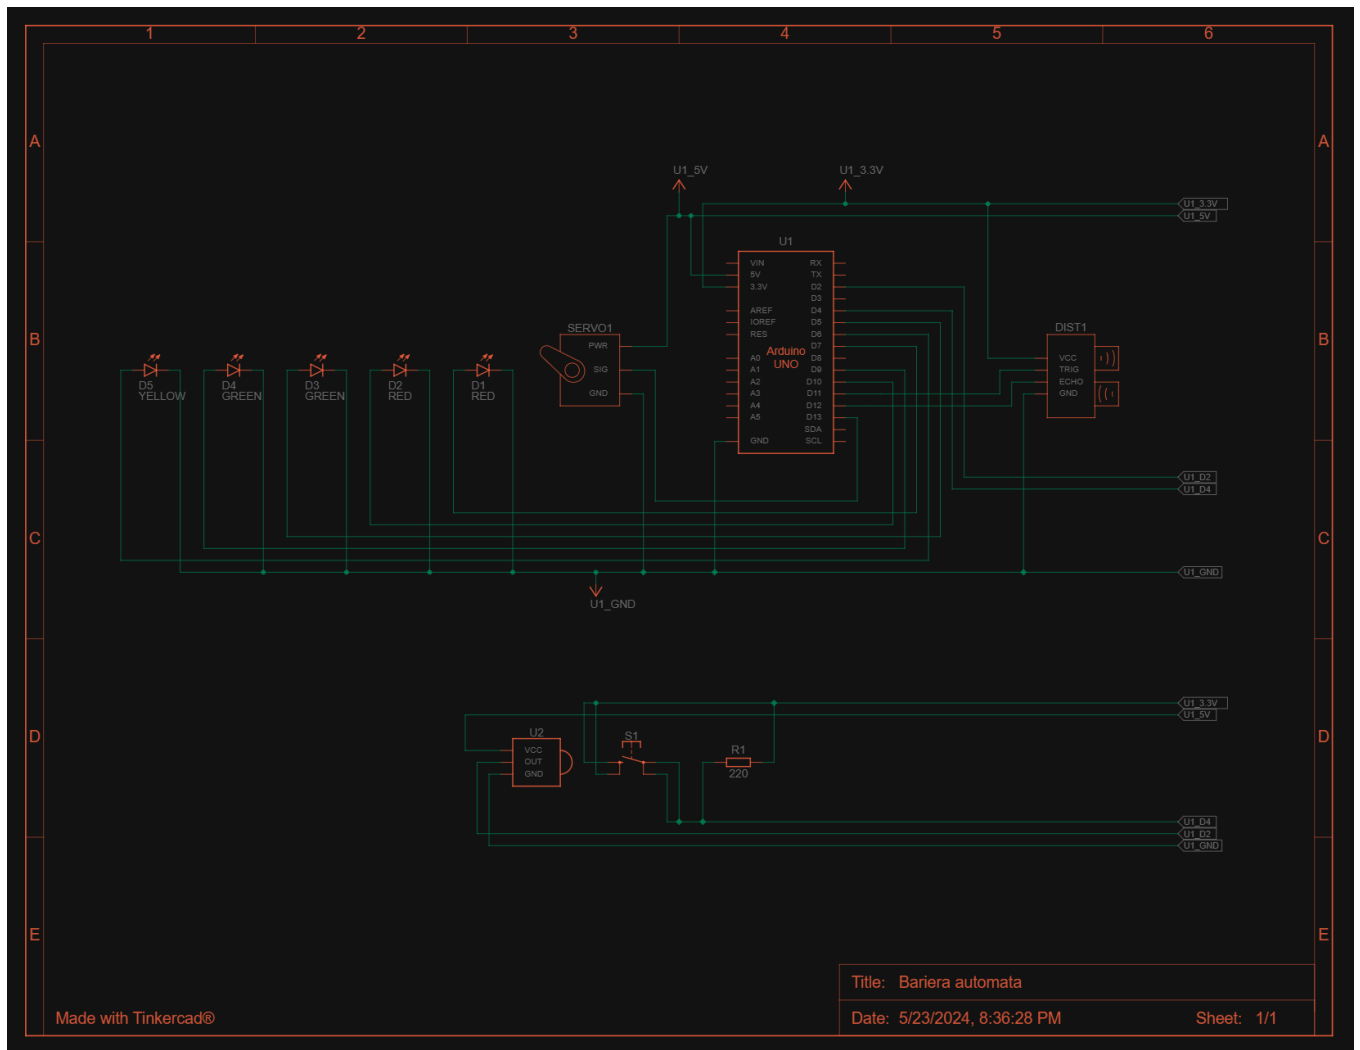 1 2 3 4 5 6
A A
U1_5V U1_3.3V
U1_3.3V
U1_5V
U1
VIN RX
5V TX
3.3V D2
D3
AREF D4
IOREF D5
RES D6
D7
A0 D8
A1 D9
A2 D10
A3 D11
A4 D12
A5 D13
SDA
GND SCL
Arduino
UNO
B B
SERVO1
PWR
SIG
GND
DIST1
VCC
TRIG
ECHO
GND
D5
YELLOW
D4
GREEN
D3
GREEN
D2
RED
D1
RED
U1_D2
U1_D4
C C
U1_GND
U1_GND
U1_3.3V
U1_5V
D D
U2
VCC
OUT
GND
S1
R1
220
U1_D4
U1_D2
U1_GND
E E
Title: Bariera automata
Made with Tinkercad®
Date: 5/23/2024, 8:36:28 PM Sheet: 1/1